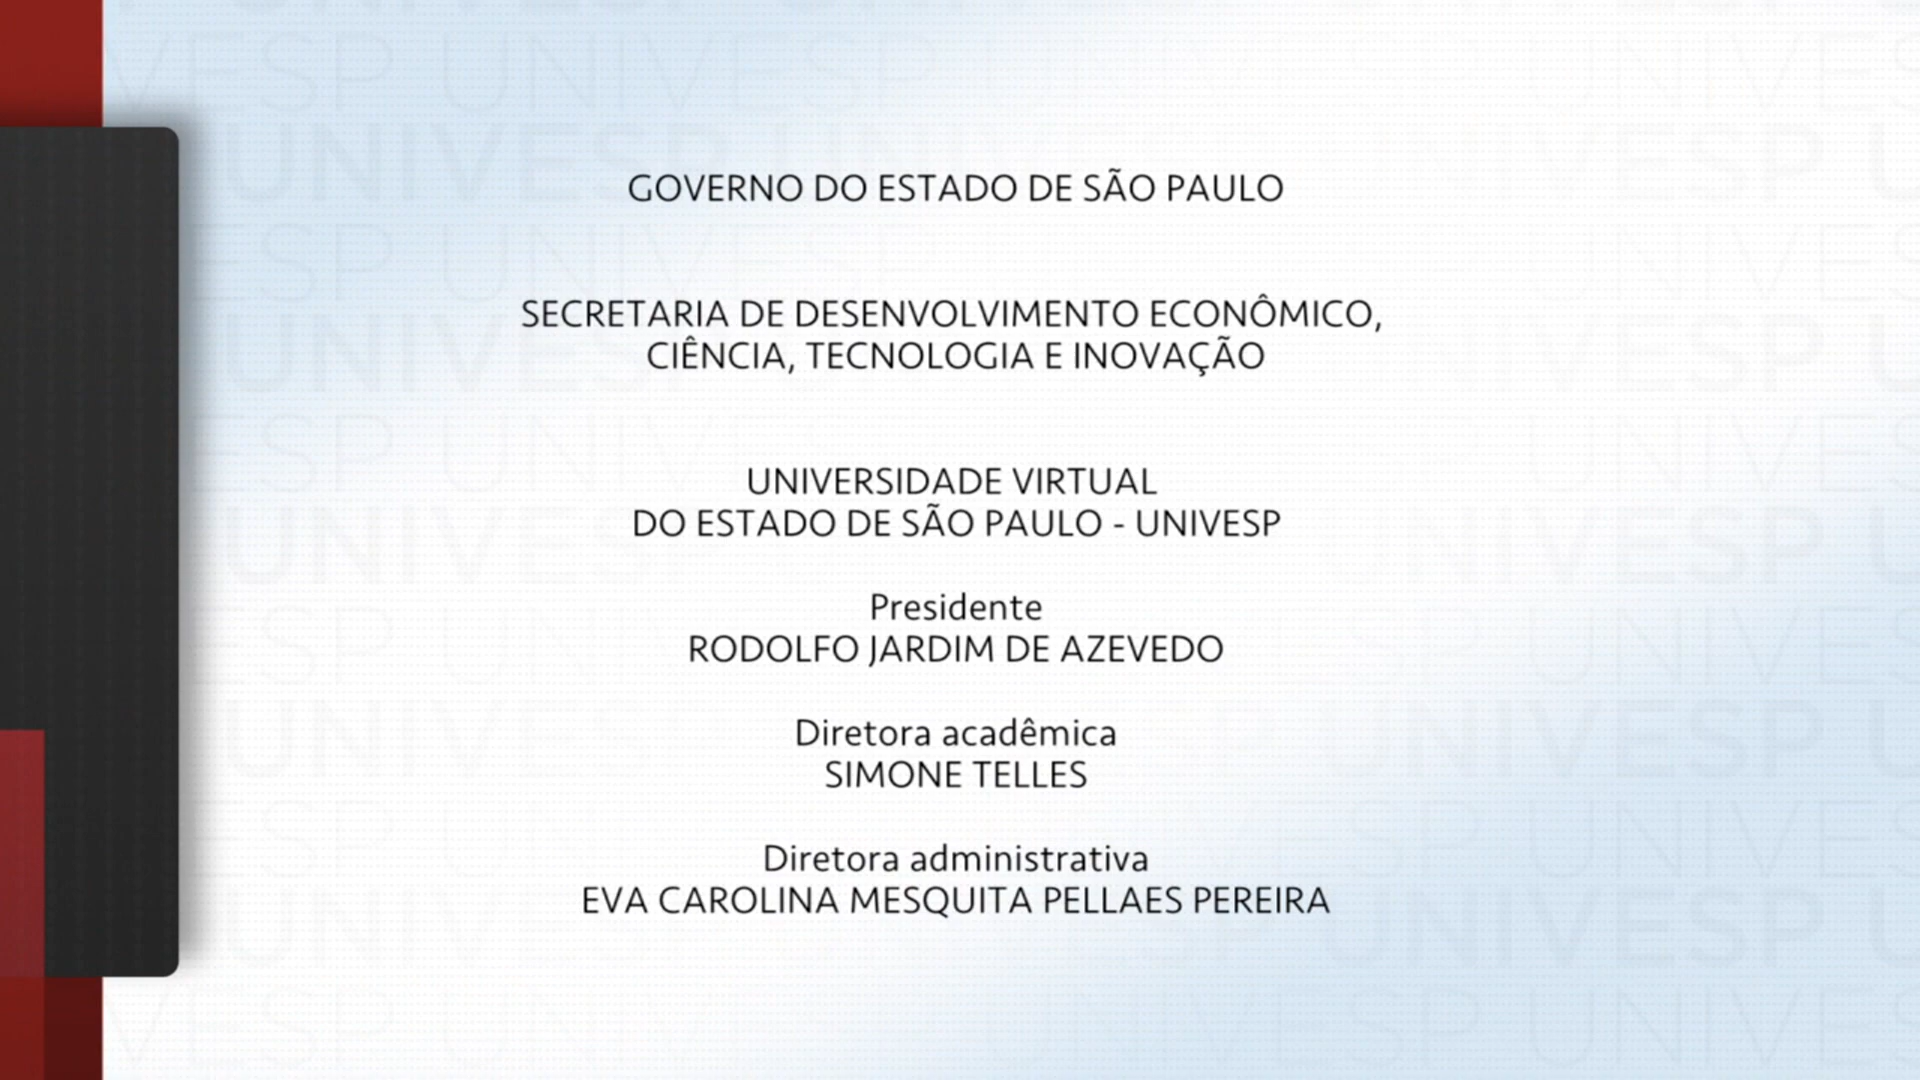 GOVERNO DO ESTADO DE SÃO PAULO
SECRETARIA DE DESENVOLVIMENTO ECONÔMICO,
CIÊNCIA, TECNOLOGIA E INOVAÇÃO
UNIVERSIDADE VIRTUAL
DO ESTADO DE SÃO PAULO - UNIVESP
Presidente
RODOLFO JARDIM DE AZEVEDO
Diretora acadêmica
SIMONE TELLES
Diretora administrativa
EVA CAROLINA MESQUITA PELLAES PEREIRA